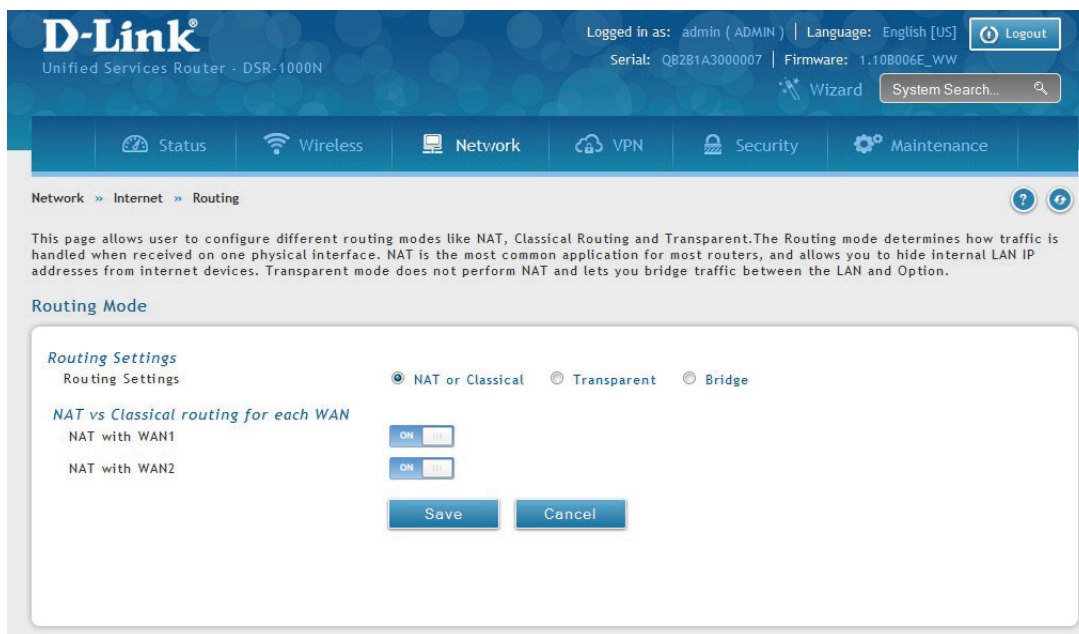 D-Link®
Unified Services Router - DSR-1000N
Logged in as: admin ( ADMIN ) | Language: English [US]
Logout
Serial: QB2B1A3000007 | Firmware: 1.10B006E_WW
Wizard
System Search...
Status
Wireless
Network
VPN
Security
Maintenance
Network » Internet » Routing
This page allows user to configure different routing modes like NAT, Classical Routing and Transparent.The Routing mode determines how traffic is
handled when received on one physical interface. NAT is the most common application for most routers, and allows you to hide internal LAN IP
addresses from internet devices. Transparent mode does not perform NAT and lets you bridge traffic between the LAN and Option.
Routing Mode
Routing Settings
Routing Settings
NAT or Classical
Transparent
Bridge
NAT vs Classical routing for each WAN
NAT with WAN1
ON
NAT with WAN2
ON
Save
Cancel